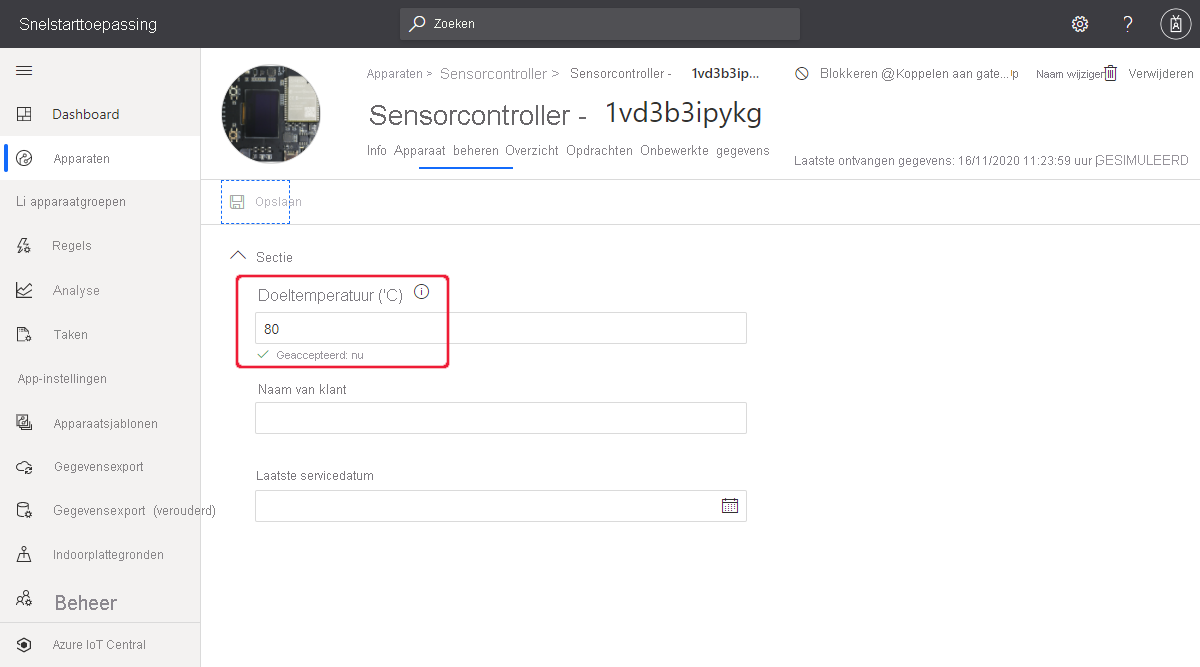 Snelstarttoepassing
Zoeken
?
Dashboard
Apparaten
Li apparaatgroepen
Regels
Analyse
Taken
App-instellingen
Apparaatsjablonen
Gegevensexport
Gegevensexport (verouderd)
Indoorplattegronden
Beheer
Azure IoT Central
Apparaten > Sensorcontroller > Sensorcontroller - 1vd3b3ip...
Blokkeren @Koppelen aan gate... Naam wijziger Verwijderen
Sensorcontroller - 1vd3b3ipykg
Info Apparaat beheren Overzicht Opdrachten Onbewerkte gegevens
Laatste ontvangen gegevens: 16/11/2020 11:23:59 uur GESIMULEERD
Opslaan
Sectie
Doeltemperatuur ('C)
80
Geaccepteerd: nu
Naam van klant
Laatste servicedatum